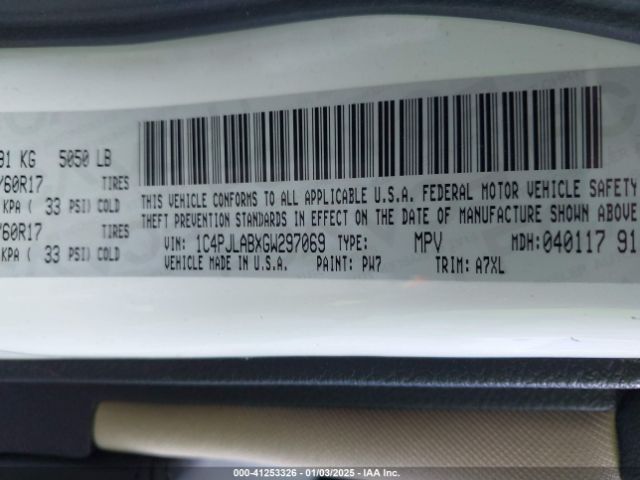 91 KG 5050 LB
/60R17 TIRES
KPA ( 33 PSI) COLD
/60R17 TIRES
KPA ( 33 PSI) COLD
THIS VEHICLE CONFORMS TO ALL APPLICABLE U.S.A. FEDERAL MOTOR VEHICLE SAFETY
THEFT PREVENTION STANDARDS IN EFFECT ON THE DATE OF MANUFACTURE SHOWN ABOVE
VIN: 1C4PJLABXGW297069 TYPE: MPV MDH: 040117 91
VEHICLE MADE IN U.S.A. PAINT: PW7 TRIM: A7XL
000-41253326 - 01/03/2025 - IAA Inc.